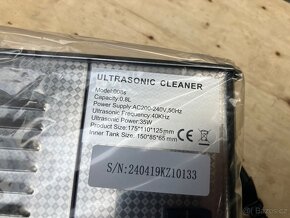 ULTRASONIC CLEANER
Capacity:0.8L
Power Supply:AC200-240V,50Hz
Ultrasonic Frequency:40KHz
Ultrasonic Power:35W
Product Size:175*110*125mm
Inner Tank Size: 150*85*65 mm
CE
S/N:240419KZ10133